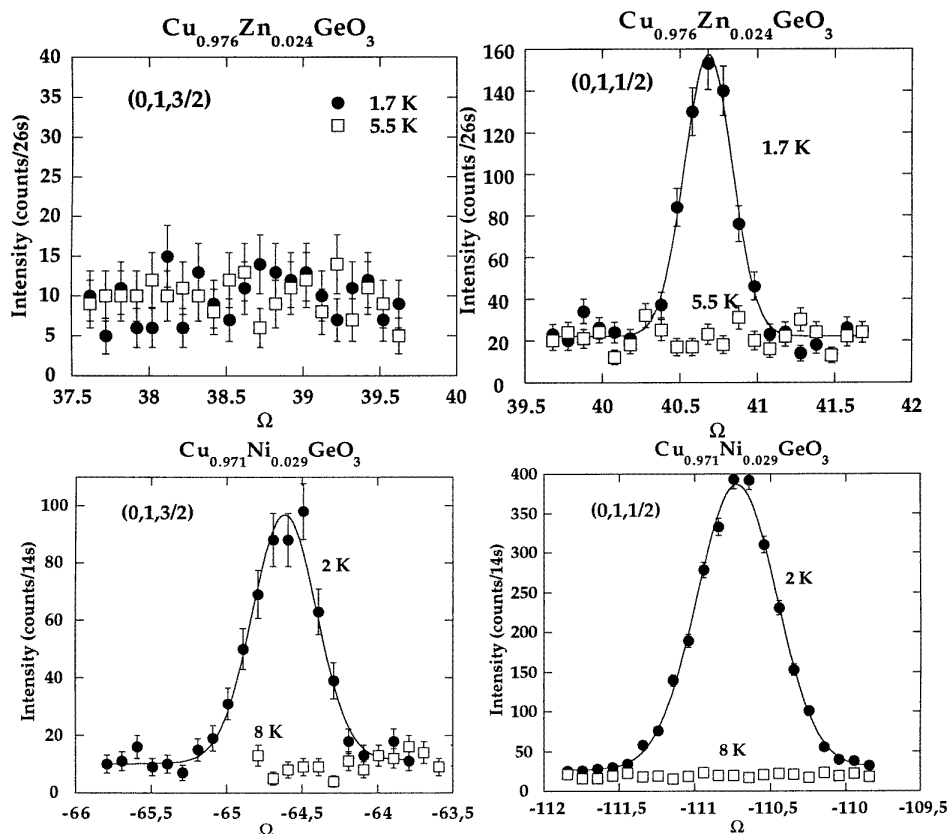 Cu0.976Zn0.024GeO3
Intensity (counts/26s)
40
35
30
25
20
15
10
5
0
(0,1,3/2)
1.7 K
5.5 K
37.5 38 38.5 39 39.5 40
Ω
Cu0.976Zn0.024GeO3
Intensity (counts /26s)
160
140
120
100
80
60
40
20
0
(0,1,1/2)
1.7 K
5.5 K
39.5 40 40.5 41 41.5 42
Ω
Cu0.971Ni0.029GeO3
Intensity (counts/14s)
100
80
60
40
20
0
(0,1,3/2)
2 K
8 K
-66 -65,5 -65 -64,5 -64 -63,5
Ω
Cu0.971Ni0.029GeO3
Intensity (counts/14s)
400
350
300
250
200
150
100
50
0
(0,1,1/2)
2 K
8 K
-112 -111,5 -111 -110,5 -110 -109,5
Ω